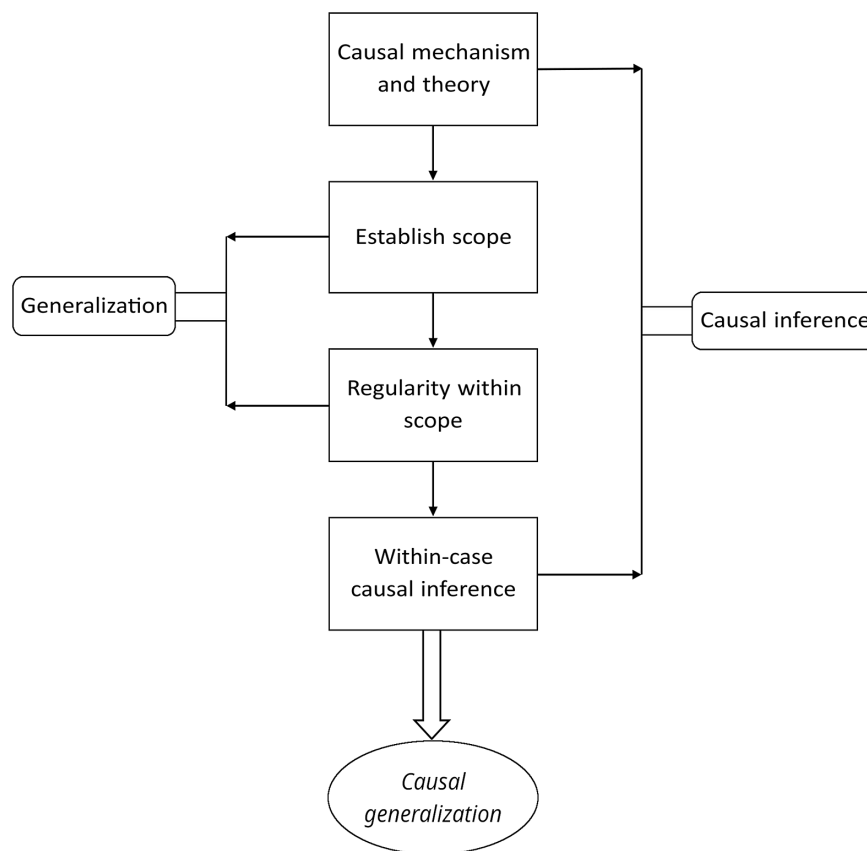 Causal mechanism
and theory
Establish scope
Generalization
Causal inference
Regularity within
scope
Within-case
causal inference
Causal
generalization